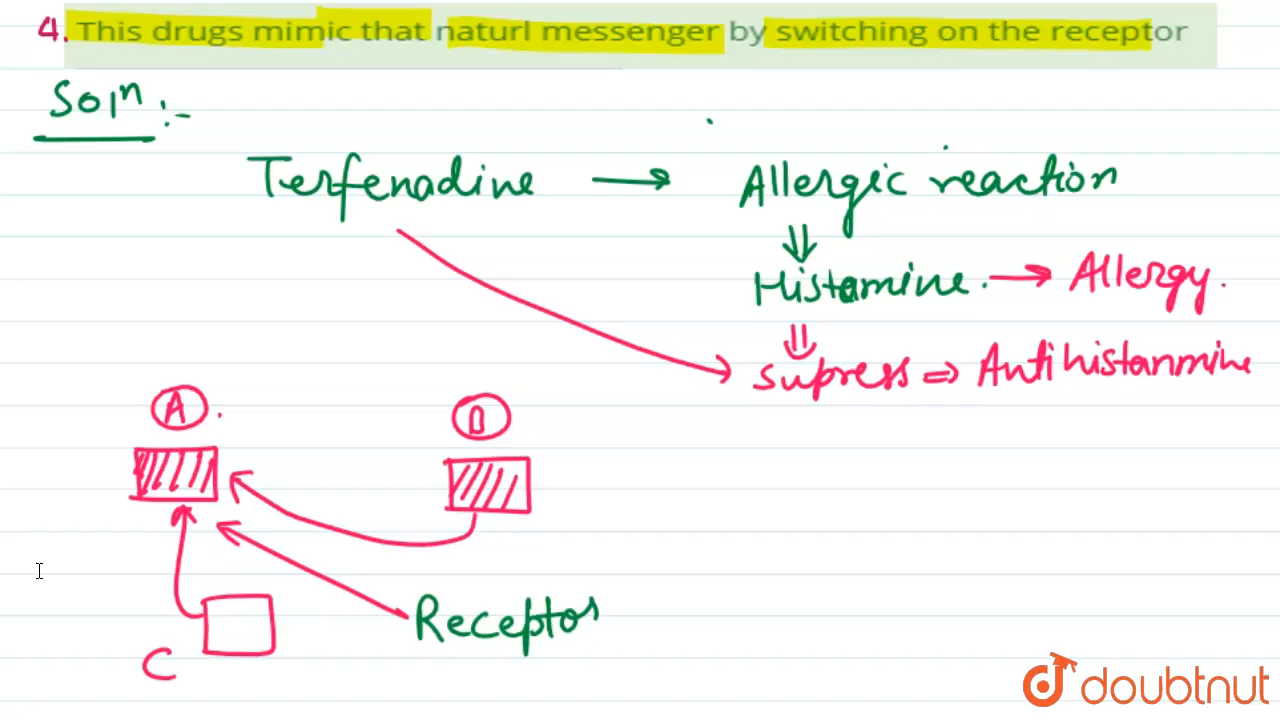 4. This drugs mimic that naturl messenger by switching on the receptor
Solⁿ :-
Terfenadine → Allergic reaction
⇓
Histamine. → Allergy.
⇓
Supress ⇒ Antihistanmine
A .
B
Receptor
C
doubtnut